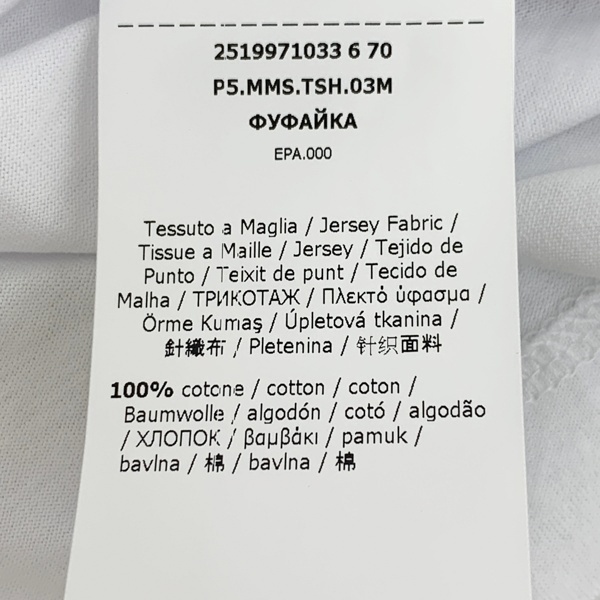 2519971033 6 70
P5.MMS.TSH.03M
ФУФАЙКА
EPA.000
Tessuto a Maglia / Jersey Fabric /
Tissue a Maille / Jersey / Tejido de
Punto / Teixit de punt / Tecido de
Malha / ТРИКОТАЖ / Πλεκτό ύφασμα /
Örme Kumaş / Úpletová tkanina /
針織布 / Pletenina / 针织面料
100% cotone / cotton / coton /
Baumwolle / algodón / cotó / algodão
/ ХЛОПОК / βαμβάκι / pamuk /
bavlna / 棉 / bavlna / 棉